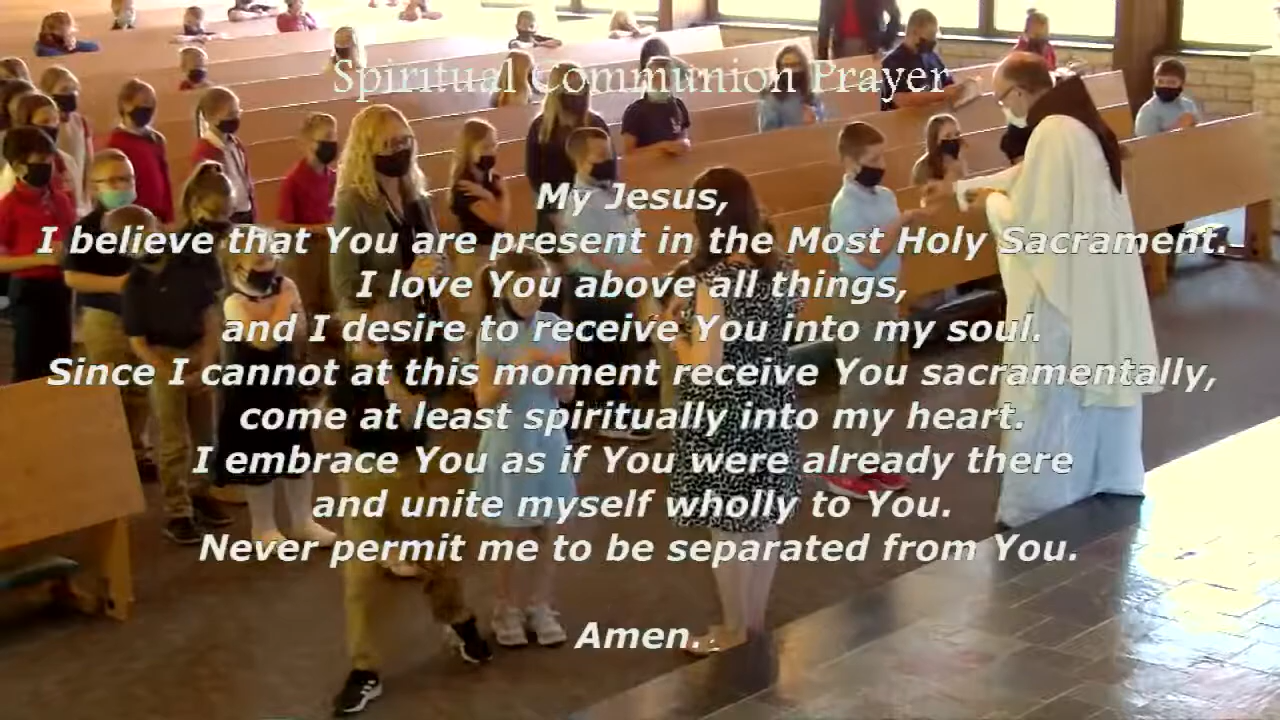 Spiritual Communion Prayer
My Jesus,
I believe that You are present in the Most Holy Sacrament.
I love You above all things,
and I desire to receive You into my soul.
Since I cannot at this moment receive You sacramentally,
come at least spiritually into my heart.
I embrace You as if You were already there
and unite myself wholly to You.
Never permit me to be separated from You.
Amen.